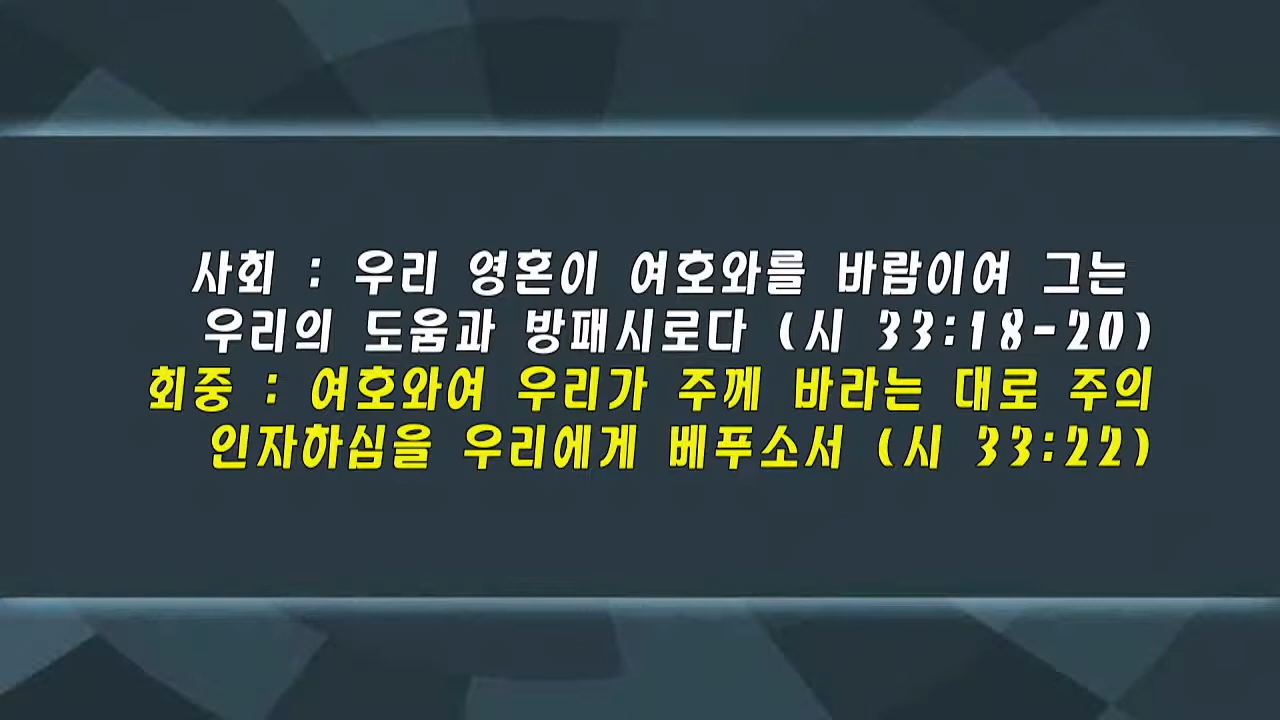 사회 : 우리 영혼이 여호와를 바람이여 그는
우리의 도움과 방패시로다 (시 33:18-20)
회중 : 여호와여 우리가 주께 바라는 대로 주의
인자하심을 우리에게 베푸소서 (시 33:22)